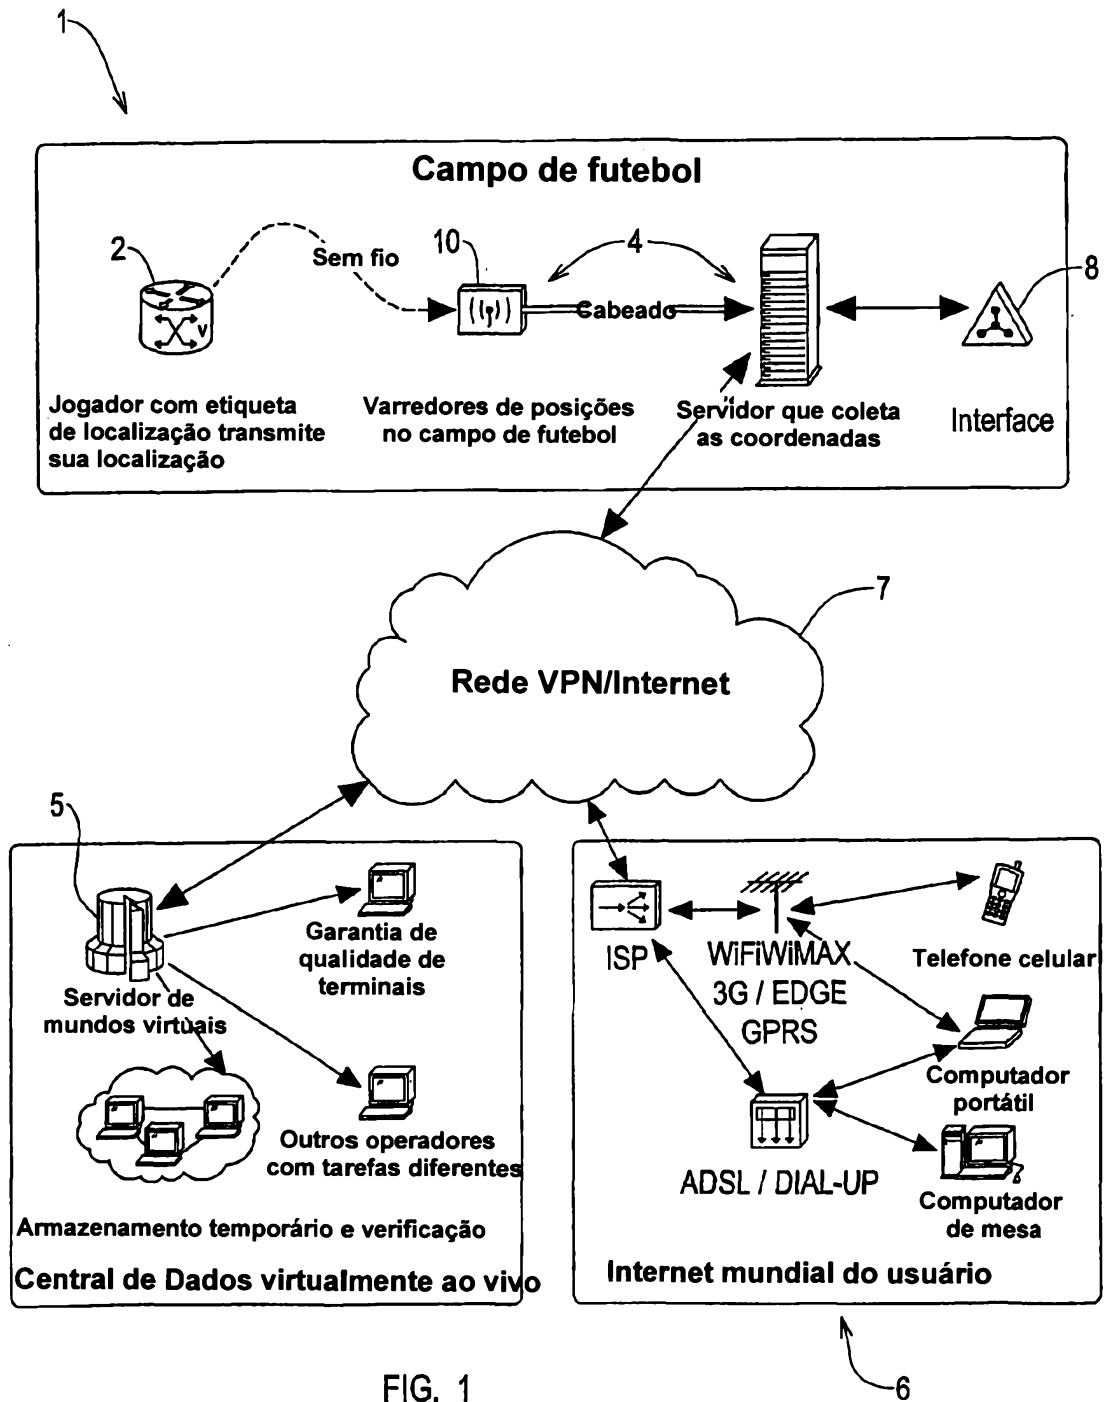 1
Campo de futebol
2
Sem fio
10
4
Cabeado
8
V
Jogador com etiqueta
de localização transmite
sua localização
Varredores de posições
no campo de futebol
Servidor que coleta
as coordenadas
Interface
7
Rede VPN/Internet
5
Servidor de
mundos virtuais
Garantia de
qualidade de
terminais
Outros operadores
com tarefas diferentes
Armazenamento temporário e verificação
Central de Dados virtualmente ao vivo
ISP
WiFiWiMAX
3G / EDGE
GPRS
Telefone celular
Computador
portátil
ADSL / DIAL-UP
Computador
de mesa
Internet mundial do usuário
6
FIG. 1